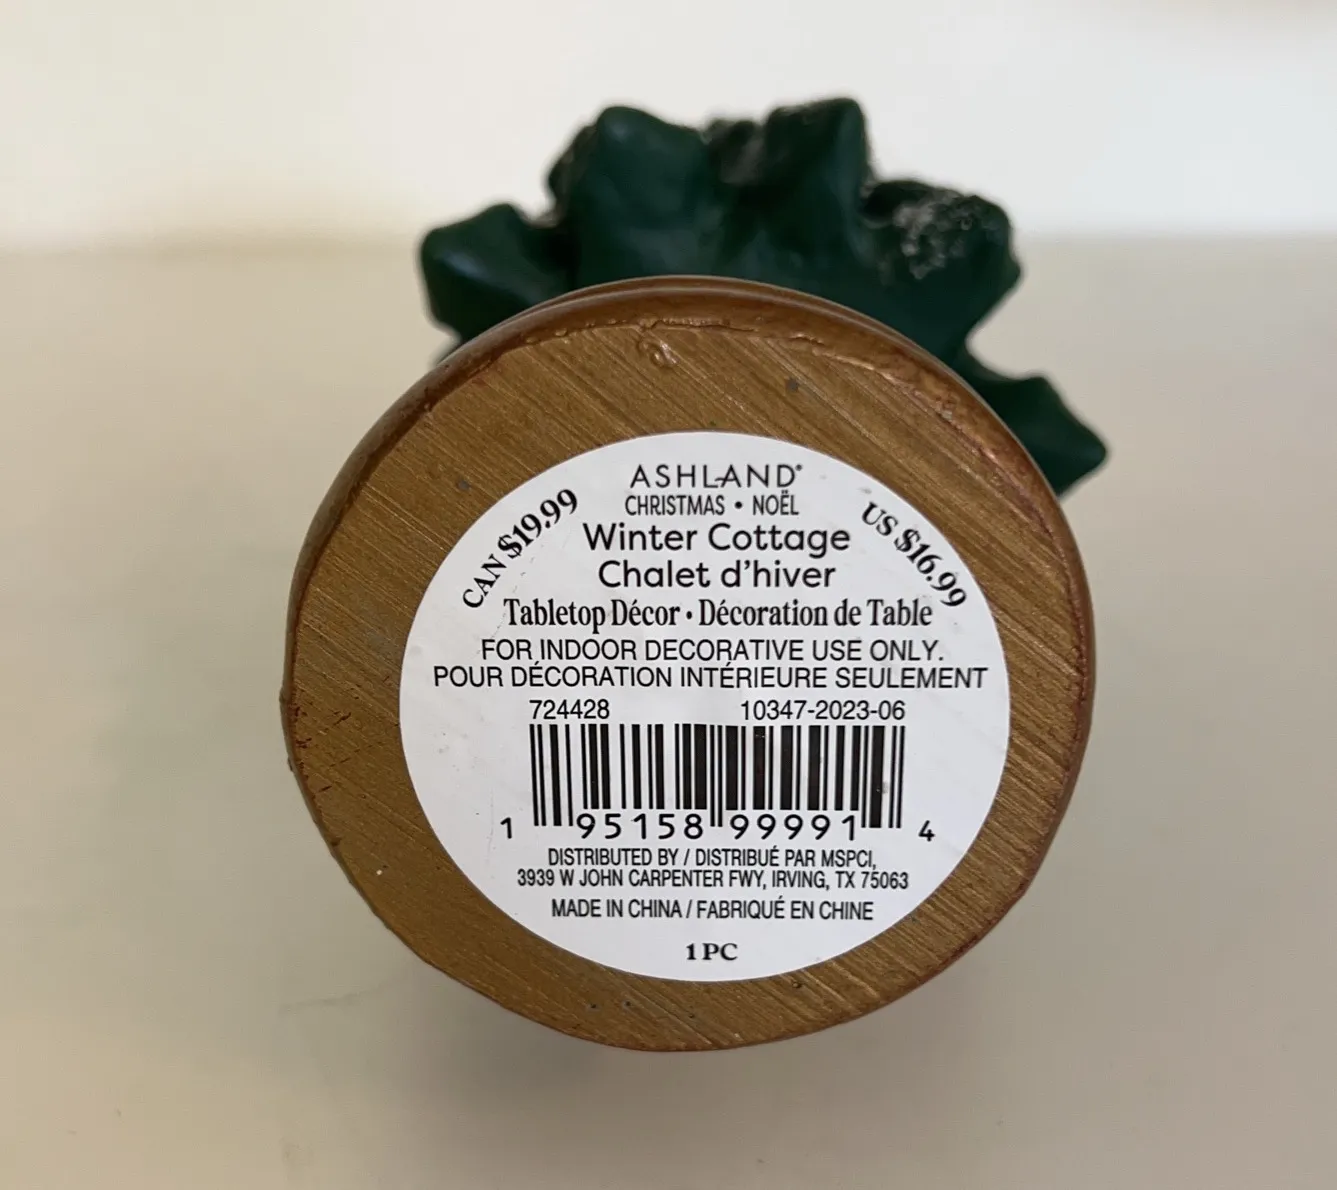 ASHLAND®
CHRISTMAS • NOËL
CAN $19.99
US $16.99
Winter Cottage
Chalet d'hiver
Tabletop Décor • Décoration de Table
FOR INDOOR DECORATIVE USE ONLY.
POUR DÉCORATION INTÉRIEURE SEULEMENT
724428 10347-2023-06
1 95158 99991 4
DISTRIBUTED BY / DISTRIBUÉ PAR MSPCI,
3939 W JOHN CARPENTER FWY, IRVING, TX 75063
MADE IN CHINA / FABRIQUÉ EN CHINE
1 PC